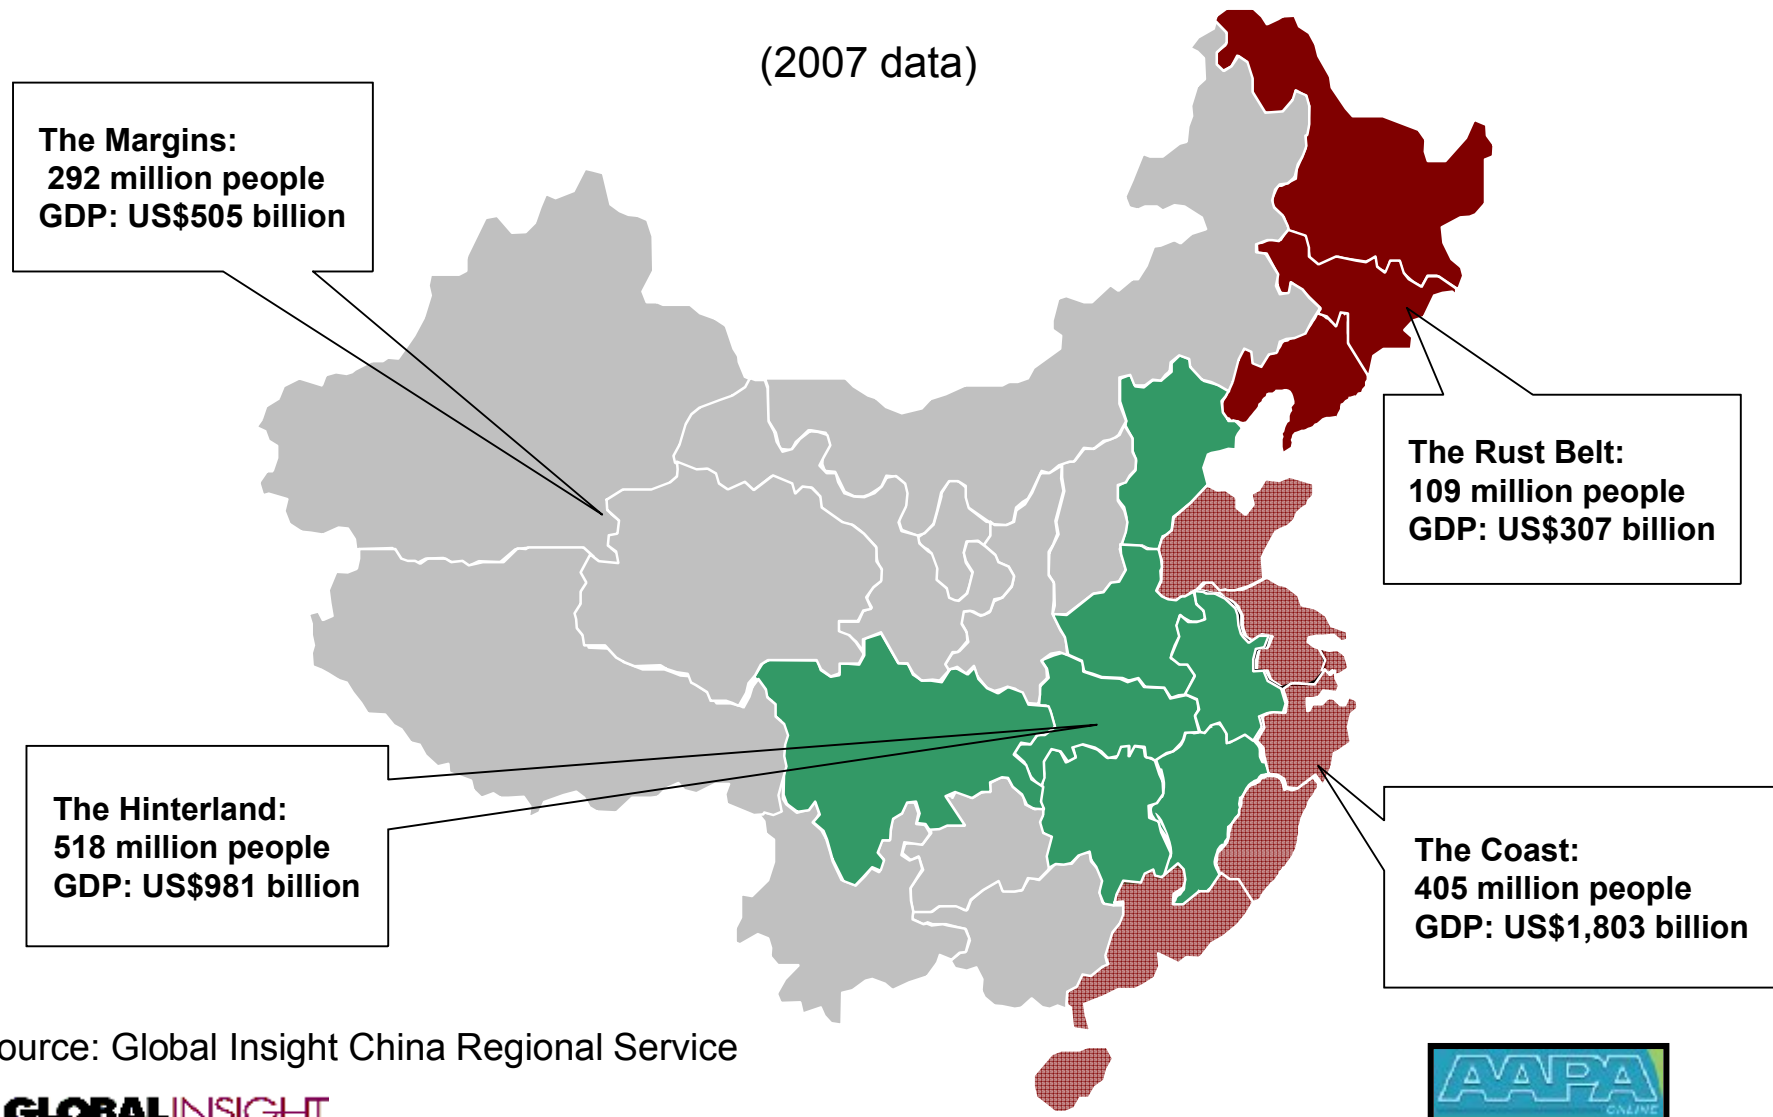 (2007 data)
The Margins:
292 million people
GDP: US$505 billion
The Rust Belt:
109 million people
GDP: US$307 billion
The Hinterland:
518 million people
GDP: US$981 billion
The Coast:
405 million people
GDP: US$1,803 billion
ource: Global Insight China Regional Service
GLOBALINSIGHT
AAPA
ONLINE